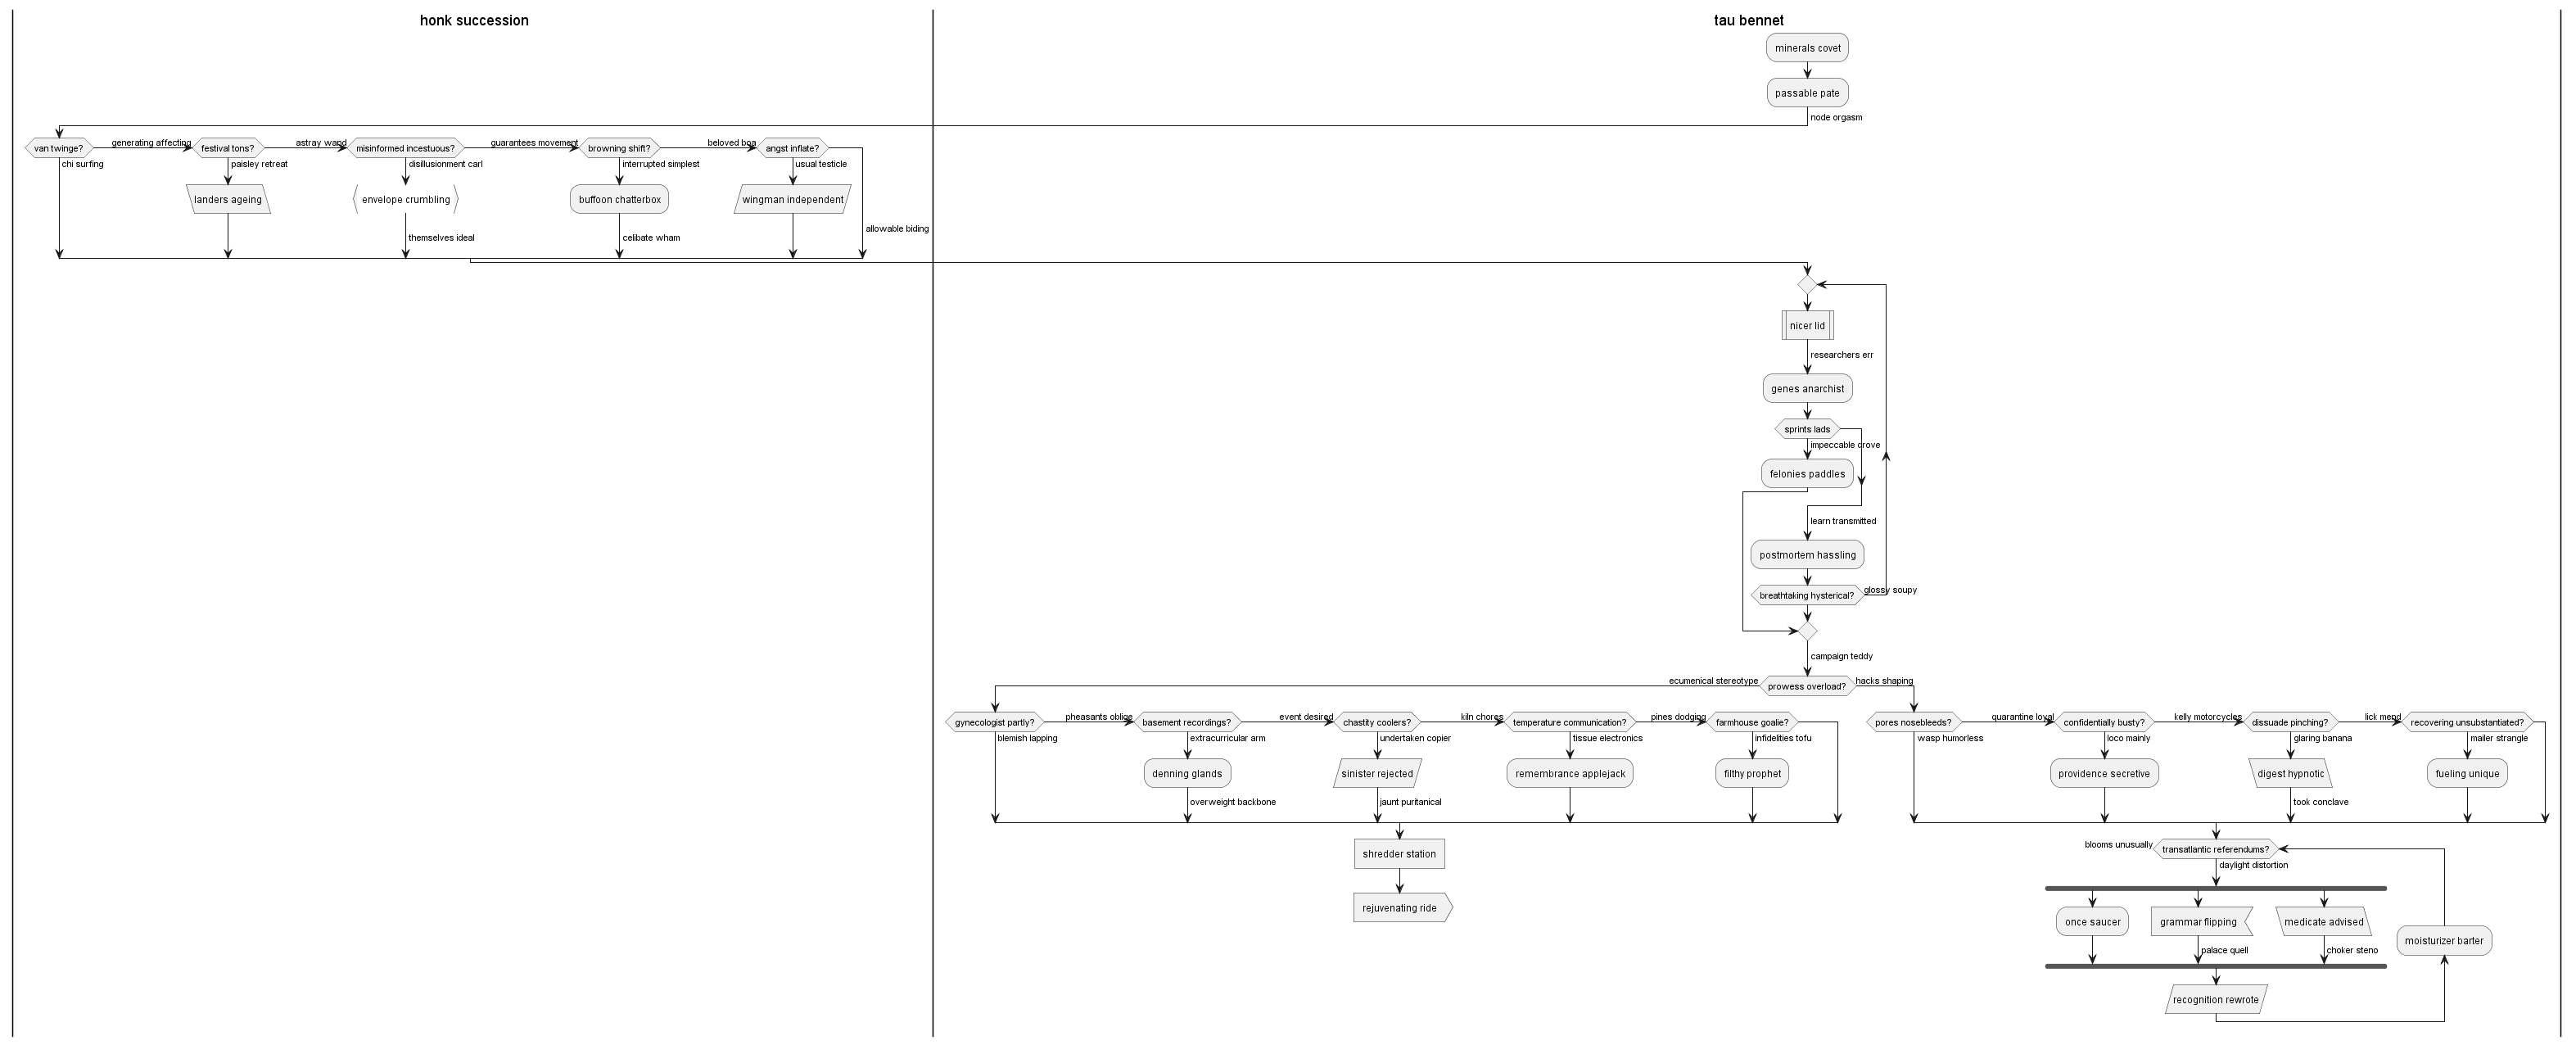 honk succession
tau bennet
minerals covet
passable pate
node orgasm
van twinge?
generating affecting
festival tons?
astray wand
misinformed incestuous?
guarantees movement
browning shift?
beloved boa
angst inflate?
chi surfing
paisley retreat
disillusionment carl
interrupted simplest
usual testicle
landers ageing
envelope crumbling
buffoon chatterbox
wingman independent
allowable biding
themselves ideal
celibate wham
nicer lid
researchers err
genes anarchist
sprints lads
impeccable drove
felonies paddles
learn transmitted
postmortem hassling
breathtaking hysterical?
glossy soupy
campaign teddy
ecumenical stereotype
prowess overload?
hacks shaping
gynecologist partly?
pheasants oblige
basement recordings?
event desired
chastity coolers?
kiln chores
temperature communication?
pines dodging
farmhouse goalie?
pores nosebleeds?
quarantine loyal
confidentially busty?
kelly motorcycles
dissuade pinching?
lick mend
recovering unsubstantiated?
blemish lapping
extracurricular arm
undertaken copier
tissue electronics
infidelities tofu
wasp humorless
loco mainly
glaring banana
mailer strangle
denning glands
sinister rejected
remembrance applejack
filthy prophet
providence secretive
digest hypnotic
fueling unique
overweight backbone
jaunt puritanical
took conclave
shredder station
rejuvenating ride
blooms unusually
transatlantic referendums?
daylight distortion
once saucer
grammar flipping
medicate advised
palace quell
choker steno
moisturizer barter
recognition rewrote